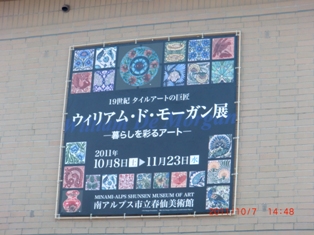 19世紀 タイルアートの巨匠
ウィリアム・ド・モーガン展
―暮らしを彩るアート―
2011年
10月8日[土]▶11月23日[水]
MINAMI-ALPS SHUNSEN MUSEUM OF ART
南アルプス市立春仙美術館
10/7 14:48